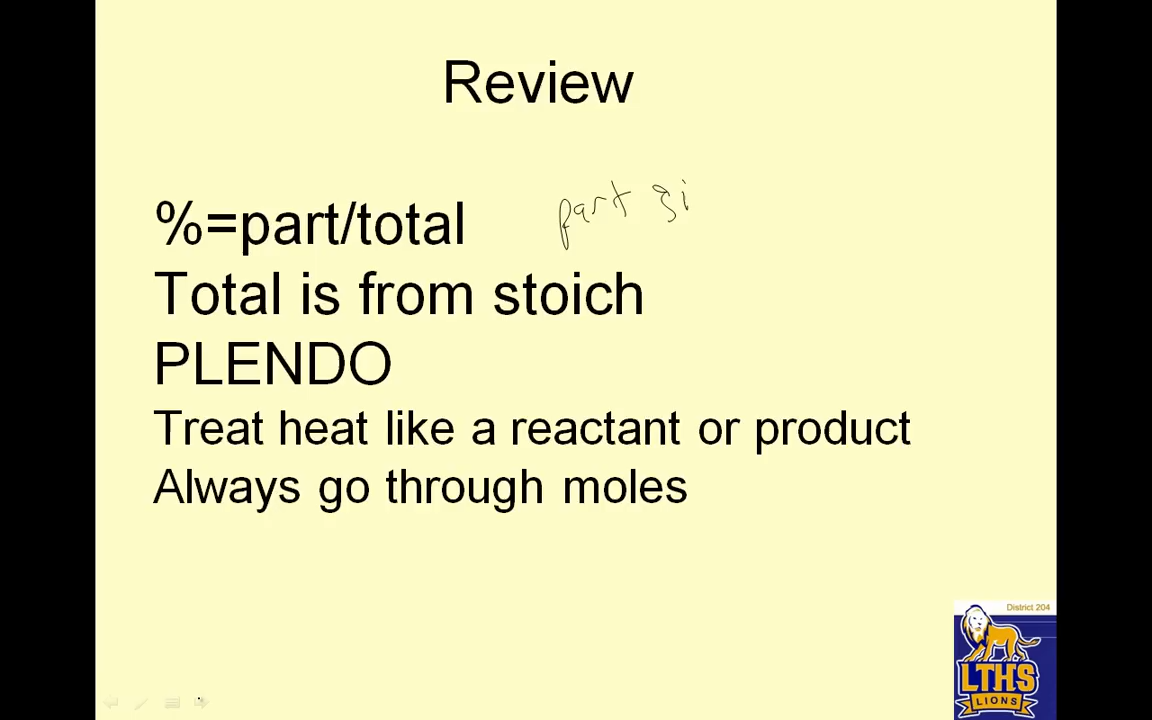 Review
%=part/total part gi
Total is from stoich
PLENDO
Treat heat like a reactant or product
Always go through moles
District 204
LTHS
LIONS